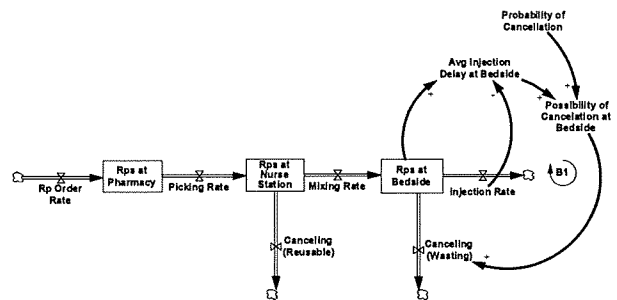 Probability of
Cancellation
Avg Injection
Delay at Bedside
+
-
+
+
Possibility of
Cancelation at
Bedside
Rp Order
Rate
Rps at
Pharmacy
Picking Rate
Rps at
Nurse
Station
Mixing Rate
Rps at
Bedside
Injection Rate
B1
Canceling
(Reusable)
Canceling
(Wasting)
+